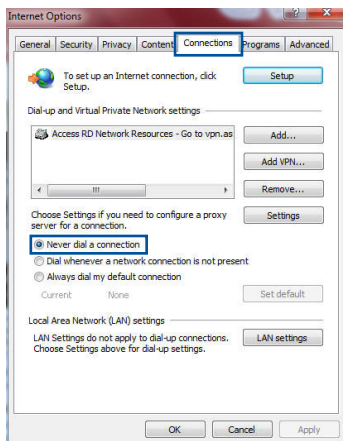 Internet Options
General Security Privacy Content Connections Programs Advanced
To set up an Internet connection, click
Setup.
Setup
Dial-up and Virtual Private Network settings
Access RD Network Resources - Go to vpn.as
Add...
Add VPN...
Remove...
Choose Settings if you need to configure a proxy
server for a connection.
Settings
Never dial a connection
Dial whenever a network connection is not present
Always dial my default connection
Current None
Set default
Local Area Network (LAN) settings
LAN Settings do not apply to dial-up connections.
Choose Settings above for dial-up settings.
LAN settings
OK Cancel Apply